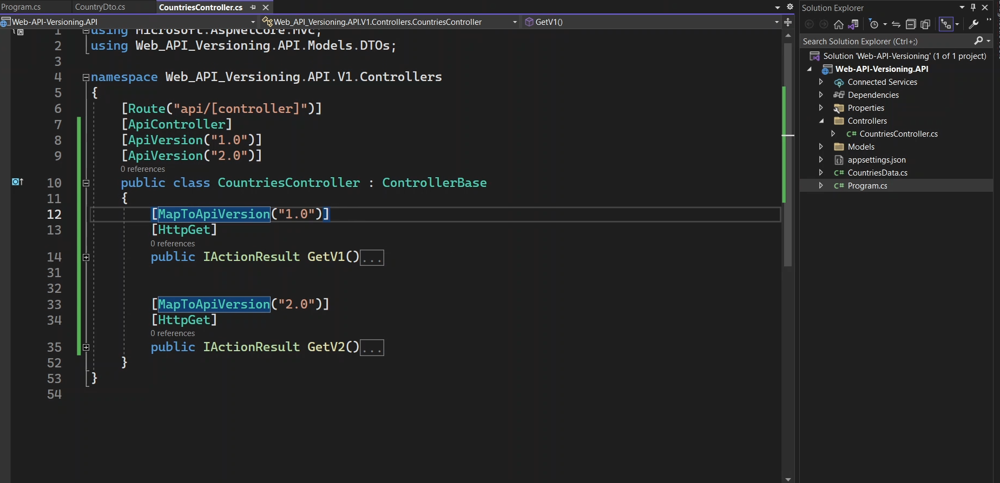 Program.cs
CountryDto.cs
CountriesController.cs
Web-API-Versioning.API
Web_API_Versioning.API.V1.Controllers.CountriesController
GetV1()
1 using Microsoft.AspNetCore.Mvc;
2 using Web_API_Versioning.API.Models.DTOs;
3
4 namespace Web_API_Versioning.API.V1.Controllers
5 {
6 [Route("api/[controller]")]
7 [ApiController]
8 [ApiVersion("1.0")]
9 [ApiVersion("2.0")]
0 references
10 public class CountriesController : ControllerBase
11 {
12 [MapToApiVersion("1.0")]
13 [HttpGet]
0 references
14 public IActionResult GetV1()...
31
32
33 [MapToApiVersion("2.0")]
34 [HttpGet]
0 references
35 public IActionResult GetV2()...
52 }
53 }
54
Solution Explorer
Search Solution Explorer (Ctrl+;)
Solution 'Web-API-Versioning' (1 of 1 project)
Web-API-Versioning.API
Connected Services
Dependencies
Properties
Controllers
C# CountriesController.cs
Models
appsettings.json
C# CountriesData.cs
C# Program.cs